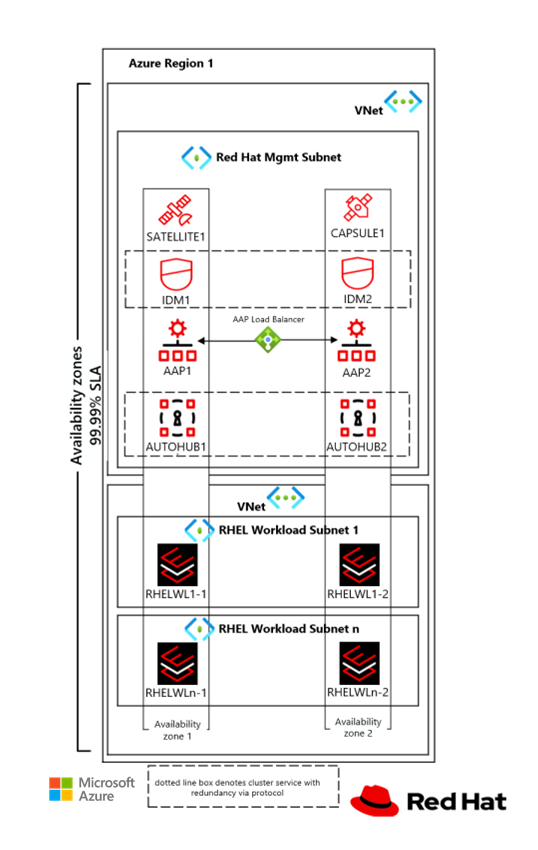 Azure Region 1
VNet
Red Hat Mgmt Subnet
SATELLITE1
CAPSULE1
IDM1
IDM2
AAP Load Balancer
AAP1
AAP2
AUTOHUB1
AUTOHUB2
Availability zones
99.99% SLA
VNet
RHEL Workload Subnet 1
RHELWL1-1
RHELWL1-2
RHEL Workload Subnet n
RHELWLn-1
RHELWLn-2
Availability
zone 1
Availability
zone 2
Microsoft
Azure
dotted line box denotes cluster service with
redundancy via protocol
Red Hat